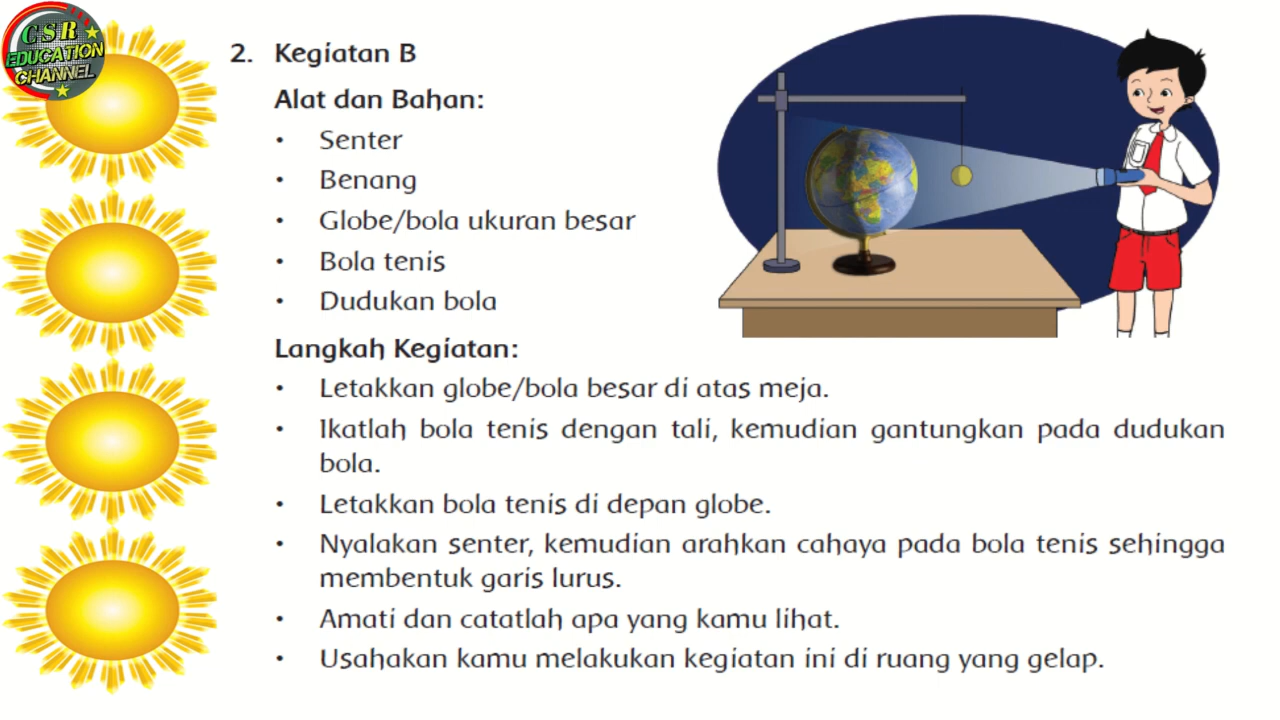 CSR
EDUCATION
CHANNEL
2. Kegiatan B
Alat dan Bahan:
• Senter
• Benang
• Globe/bola ukuran besar
• Bola tenis
• Dudukan bola
Langkah Kegiatan:
• Letakkan globe/bola besar di atas meja.
• Ikatlah bola tenis dengan tali, kemudian gantungkan pada dudukan
bola.
• Letakkan bola tenis di depan globe.
• Nyalakan senter, kemudian arahkan cahaya pada bola tenis sehingga
membentuk garis lurus.
• Amati dan catatlah apa yang kamu lihat.
• Usahakan kamu melakukan kegiatan ini di ruang yang gelap.